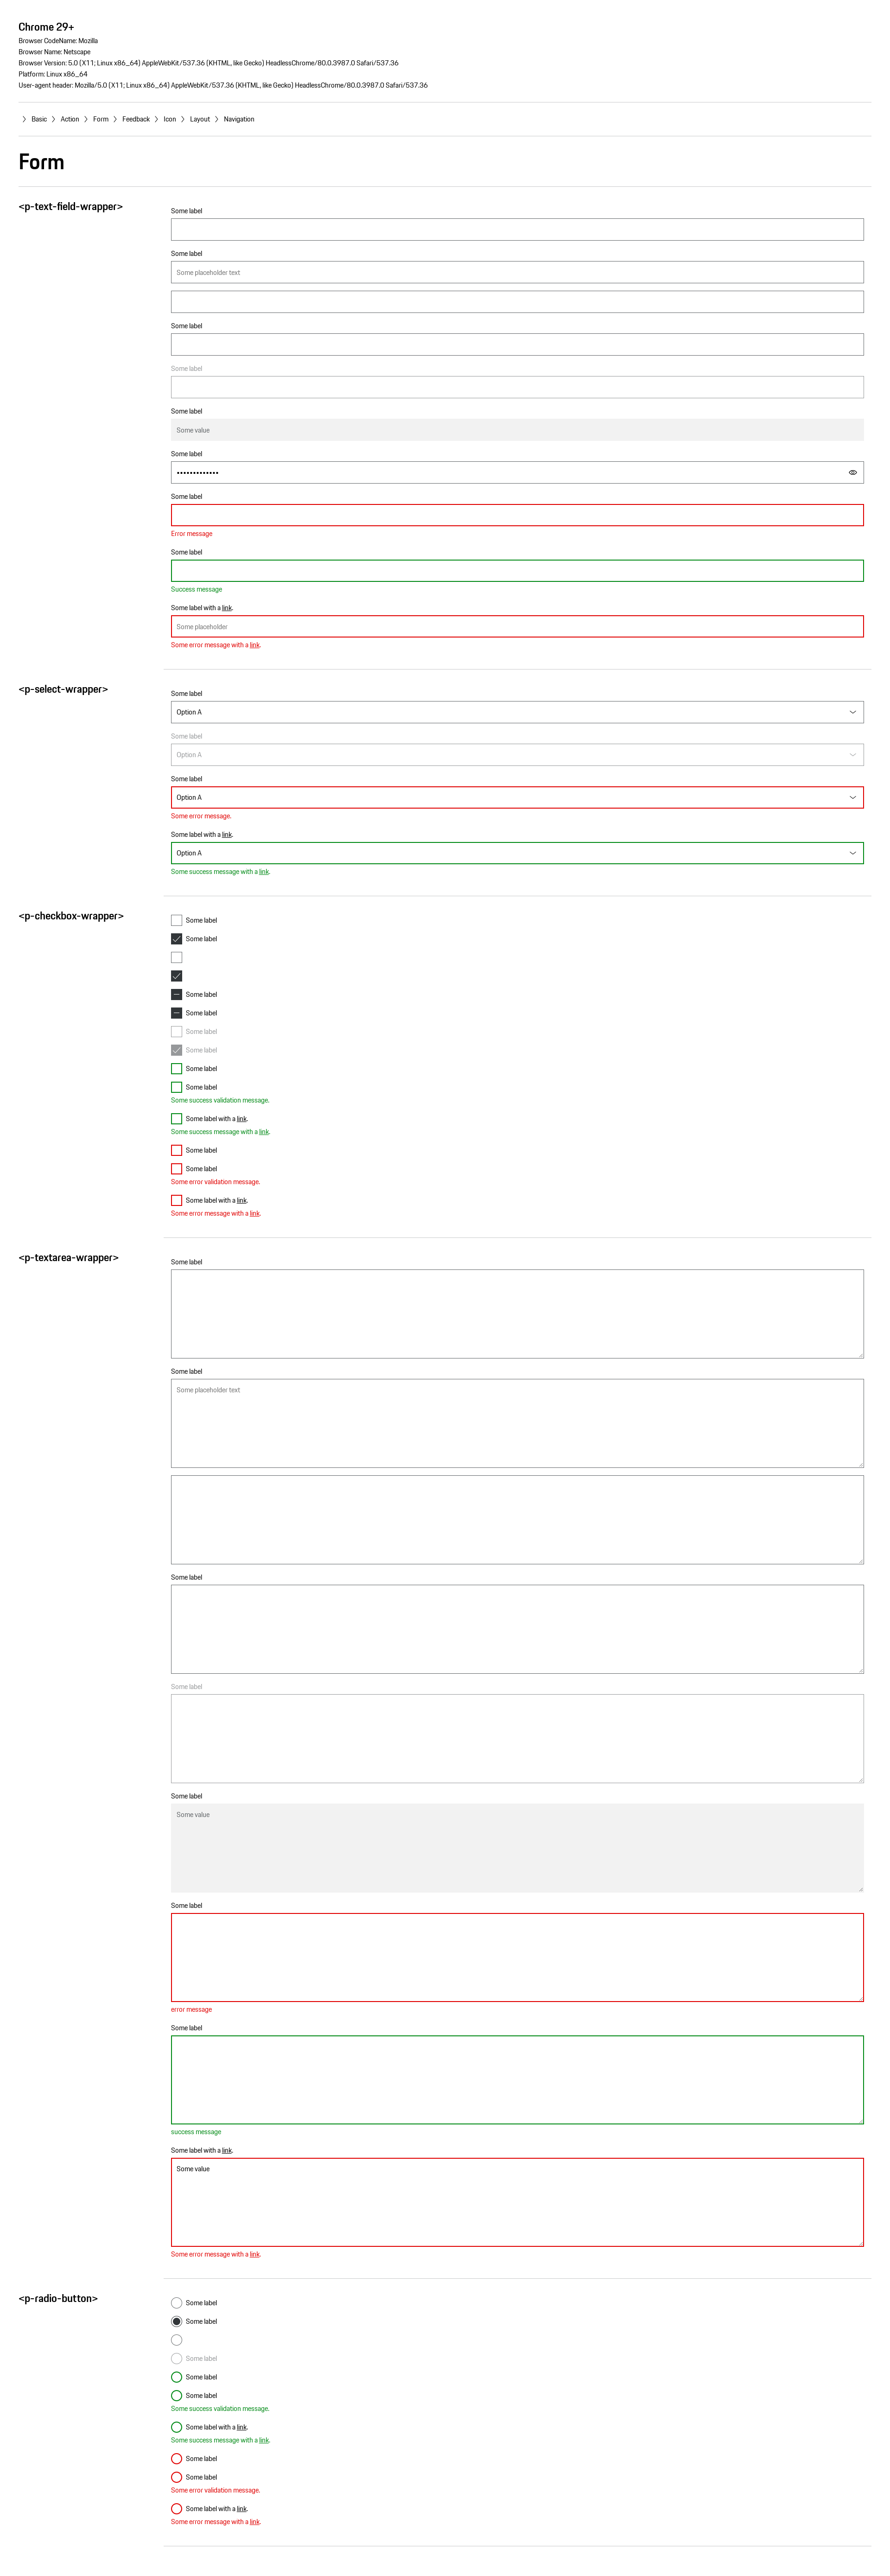 Chrome 29+
Browser CodeName: Mozilla
Browser Name: Netscape
Browser Version: 5.0 (X11; Linux x86_64) AppleWebKit/537.36 (KHTML, like Gecko) HeadlessChrome/80.0.3987.0 Safari/537.36
Platform: Linux x86_64
User-agent header: Mozilla/5.0 (X11; Linux x86_64) AppleWebKit/537.36 (KHTML, like Gecko) HeadlessChrome/80.0.3987.0 Safari/537.36
Basic Action Form Feedback Icon Layout Navigation
Form
<p-text-field-wrapper>
Some label
Some label
Some placeholder text
Some label
Some label
Some label
Some value
Some label
•••••••••••••
Some label
Error message
Some label
Success message
Some label with a link.
Some placeholder
Some error message with a link.
<p-select-wrapper>
Some label
Option A
Some label
Option A
Some label
Option A
Some error message.
Some label with a link.
Option A
Some success message with a link.
<p-checkbox-wrapper>
Some label
Some label
Some label
Some label
Some label
Some label
Some label
Some label
Some success validation message.
Some label with a link.
Some success message with a link.
Some label
Some label
Some error validation message.
Some label with a link.
Some error message with a link.
<p-textarea-wrapper>
Some label
Some label
Some placeholder text
Some label
Some label
Some label
Some value
Some label
error message
Some label
success message
Some label with a link.
Some value
Some error message with a link.
<p-radio-button>
Some label
Some label
Some label
Some label
Some label
Some success validation message.
Some label with a link.
Some success message with a link.
Some label
Some label
Some error validation message.
Some label with a link.
Some error message with a link.